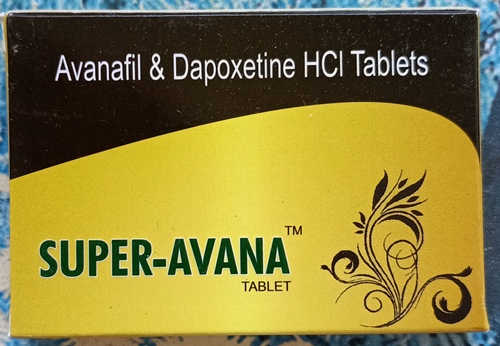 Avanafil & Dapoxetine HCl Tablets
SUPER-AVANA™
TABLET